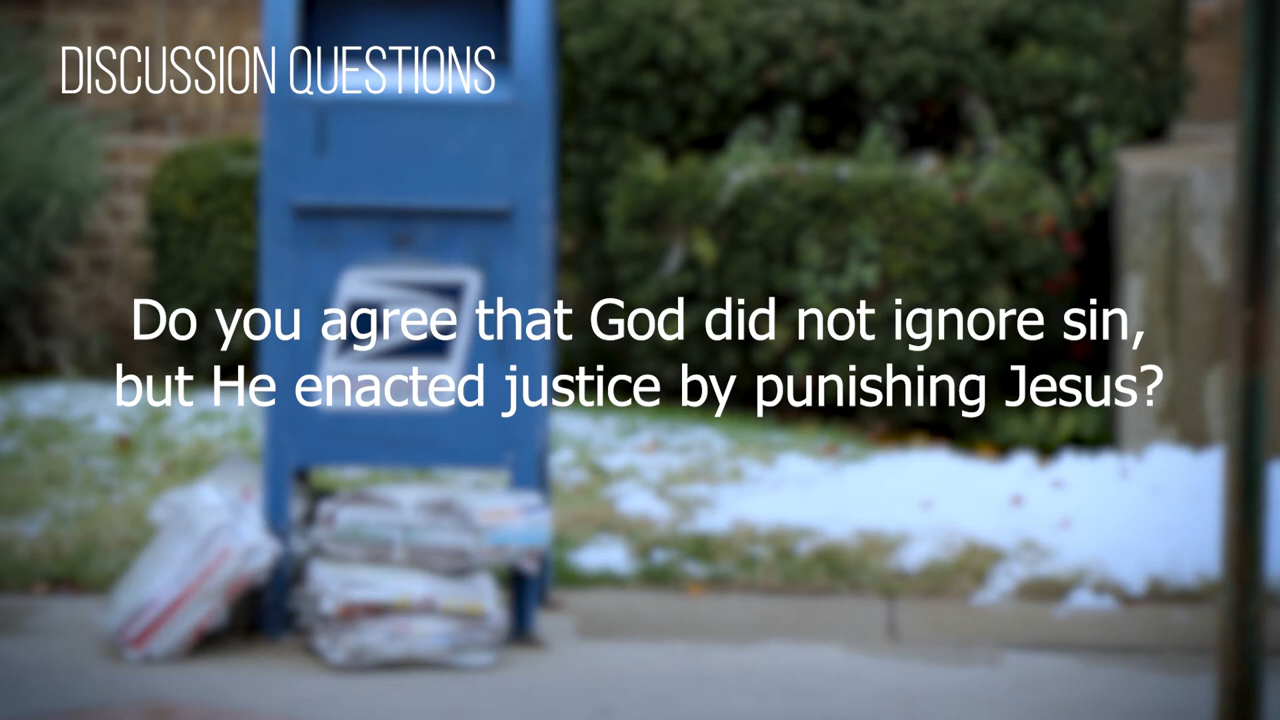 DISCUSSION QUESTIONS
Do you agree that God did not ignore sin,
but He enacted justice by punishing Jesus?